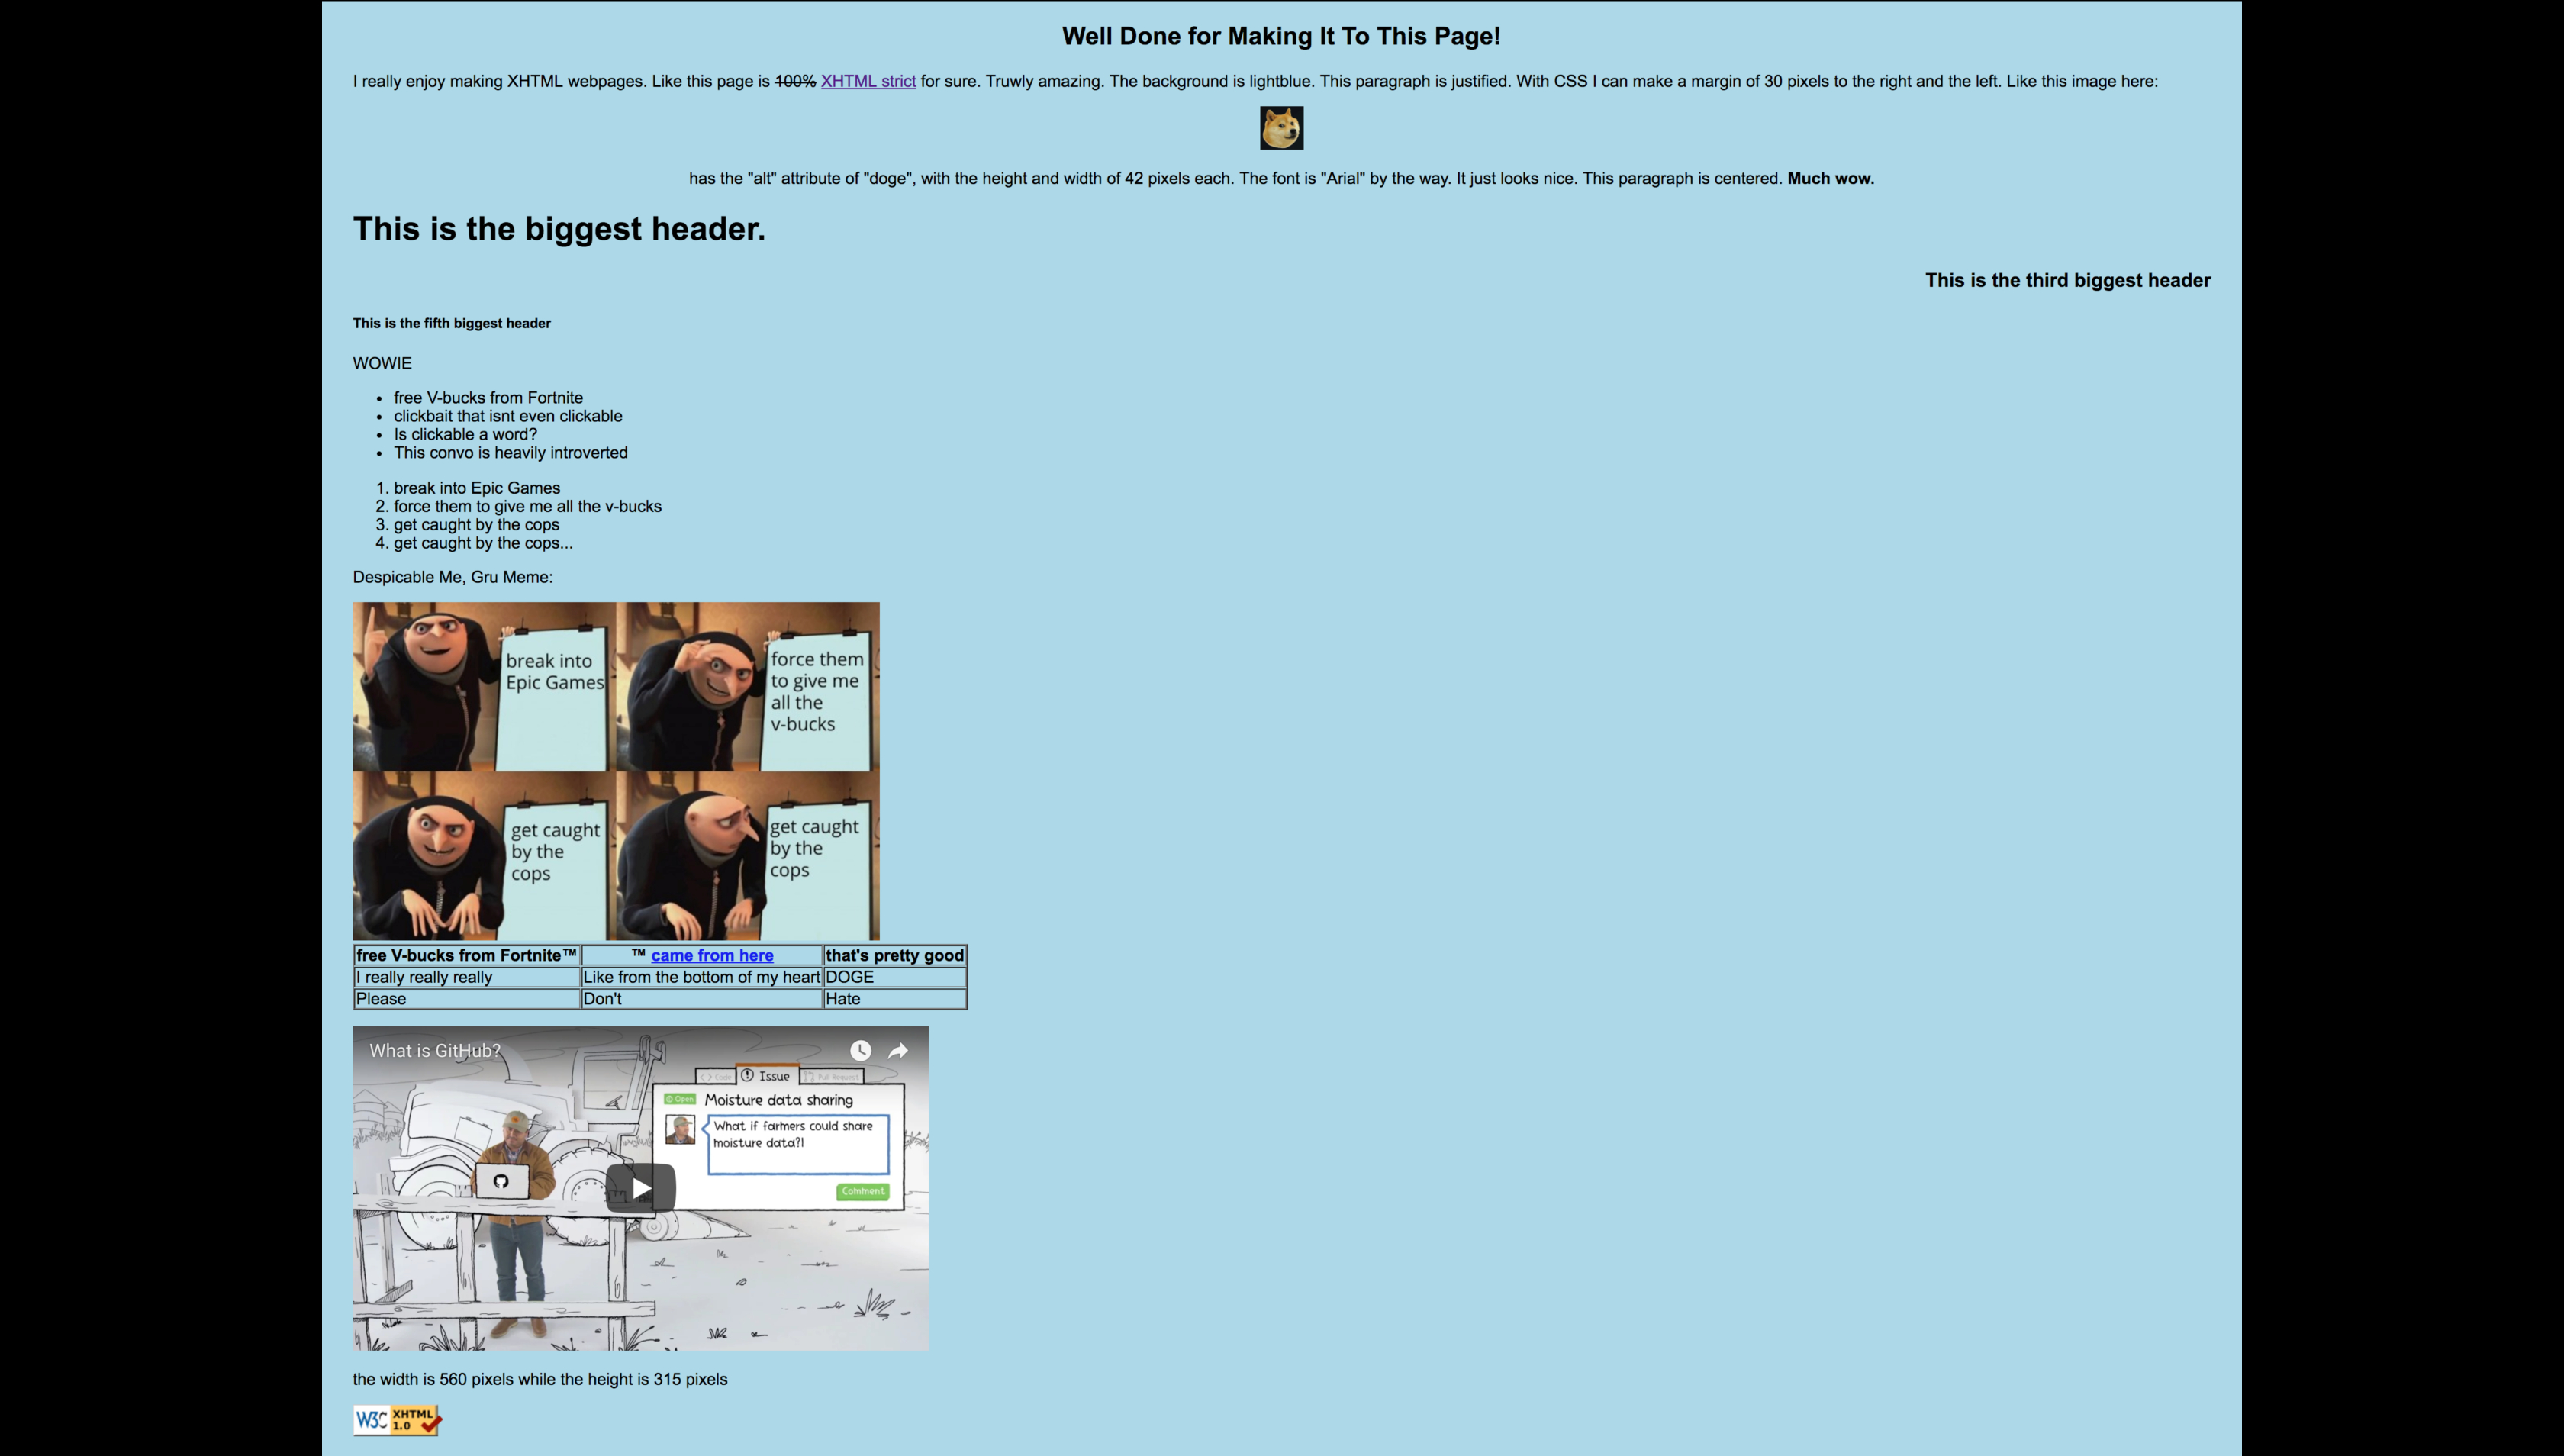 Well Done for Making It To This Page!
I really enjoy making XHTML webpages. Like this page is 100% XHTML strict for sure. Truwly amazing. The background is lightblue. This paragraph is justified. With CSS I can make a margin of 30 pixels to the right and the left. Like this image here:
has the "alt" attribute of "doge", with the height and width of 42 pixels each. The font is "Arial" by the way. It just looks nice. This paragraph is centered. Much wow.
This is the biggest header.
This is the third biggest header
This is the fifth biggest header
WOWIE
• free V-bucks from Fortnite
• clickbait that isnt even clickable
• Is clickable a word?
• This convo is heavily introverted
1. break into Epic Games
2. force them to give me all the v-bucks
3. get caught by the cops
4. get caught by the cops...
Despicable Me, Gru Meme:
break into
Epic Games
force them
to give me
all the
v-bucks
get caught
by the
cops
get caught
by the
cops
free V-bucks from Fortnite™ ™ came from here that's pretty good
I really really really Like from the bottom of my heart DOGE
Please Don't Hate
What is GitHub?
<> Code Issue Pull Request
Open Moisture data sharing
What if farmers could share
moisture data?!
Comment
the width is 560 pixels while the height is 315 pixels
W3C XHTML
1.0